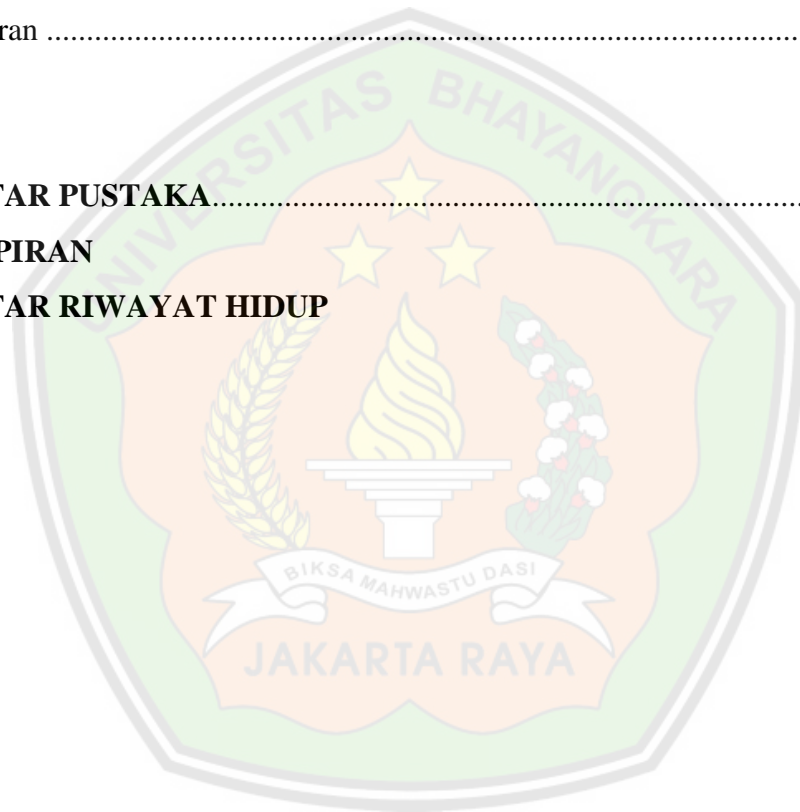 ran ........................................................................................................
UNIVERSITAS BHAYANGKARA
TAR PUSTAKA............................................................................
PIRAN
TAR RIWAYAT HIDUP
BIKSA MAHWASTU DASI
JAKARTA RAYA